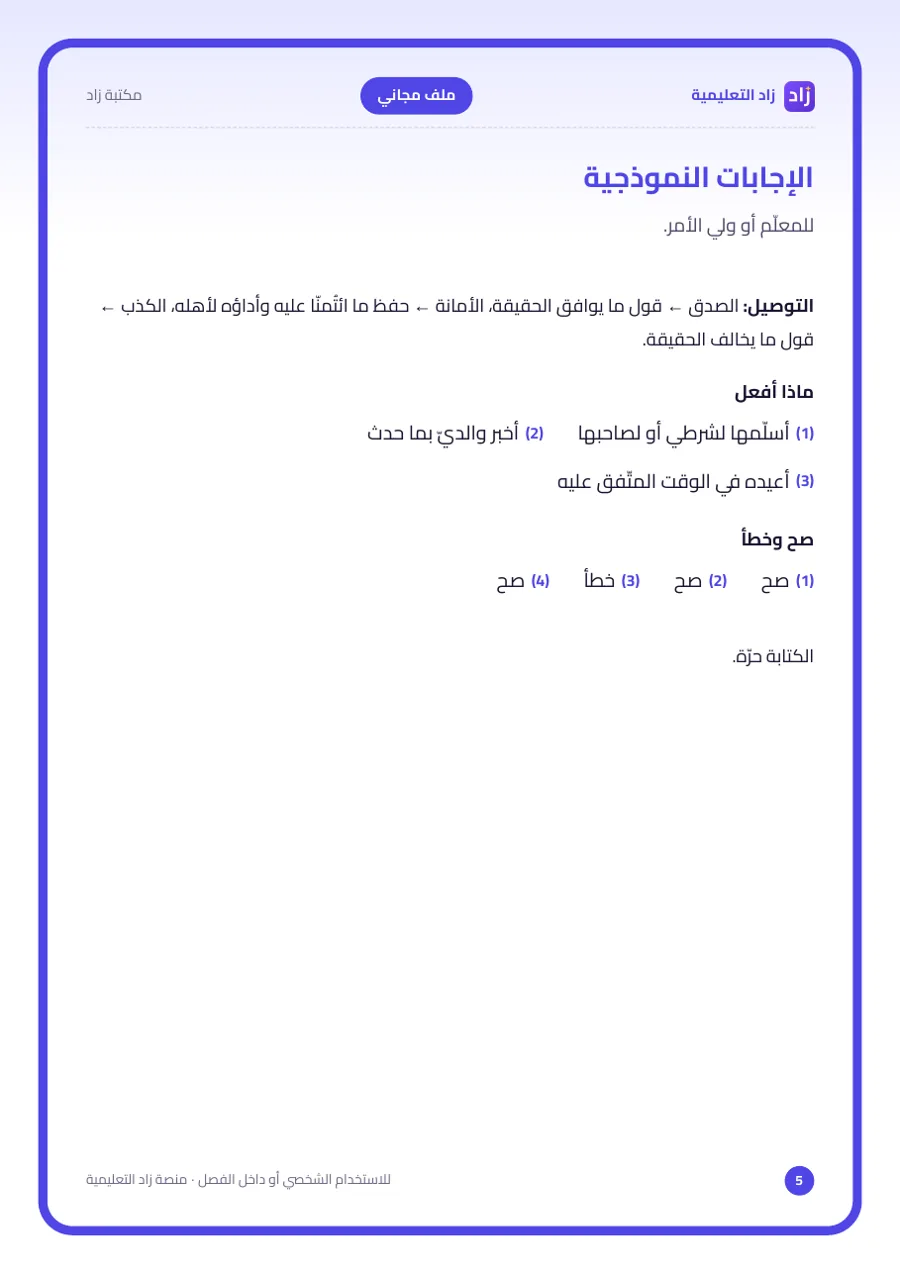 زاد زاد التعليمية
ملف مجاني
مكتبة زاد
الإجابات النموذجية
للمعلّم أو ولي الأمر.
التوصيل: الصدق ← قول ما يوافق الحقيقة، الأمانة ← حفظ ما ائتُمنّا عليه وأداؤه لأهله، الكذب ←
قول ما يخالف الحقيقة.
ماذا أفعل
(1) أسلّمها لشرطي أو لصاحبها (2) أخبر والديّ بما حدث
(3) أعيده في الوقت المتّفق عليه
صح وخطأ
(1) صح (2) صح (3) خطأ (4) صح
الكتابة حرّة.
5
للاستخدام الشخصي أو داخل الفصل · منصة زاد التعليمية